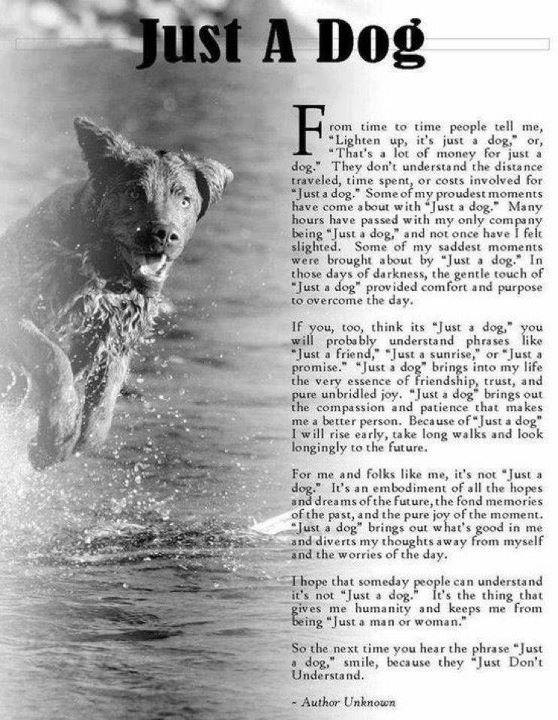 Just A Dog
From time to time people tell me,
“Lighten up, it’s just a dog,” or,
“That’s a lot of money for just a
dog.” They don’t understand the distance
traveled, time spent, or costs involved for
“Just a dog.” Some of my proudest moments
have come about with “Just a dog.” Many
hours have passed with my only company
being “Just a dog,” and not once have I felt
slighted. Some of my saddest moments
were brought about by “Just a dog.” In
those days of darkness, the gentle touch of
“Just a dog” provided comfort and purpose
to overcome the day.
If you, too, think its “Just a dog,” you
will probably understand phrases like
“Just a friend,” “Just a sunrise,” or “Just a
promise.” “Just a dog” brings into my life
the very essence of friendship, trust, and
pure unbridled joy. “Just a dog” brings out
the compassion and patience that makes
me a better person. Because of “Just a dog”
I will rise early, take long walks and look
longingly to the future.
For me and folks like me, it’s not “Just a
dog.” It’s an embodiment of all the hopes
and dreams of the future, the fond memories
of the past, and the pure joy of the moment.
“Just a dog” brings out what’s good in me
and diverts my thoughts away from myself
and the worries of the day.
I hope that someday people can understand
it’s not “Just a dog.” It’s the thing that
gives me humanity and keeps me from
being “Just a man or woman.”
So the next time you hear the phrase “Just
a dog,” smile, because they “Just Don’t
Understand.
~ Author Unknown